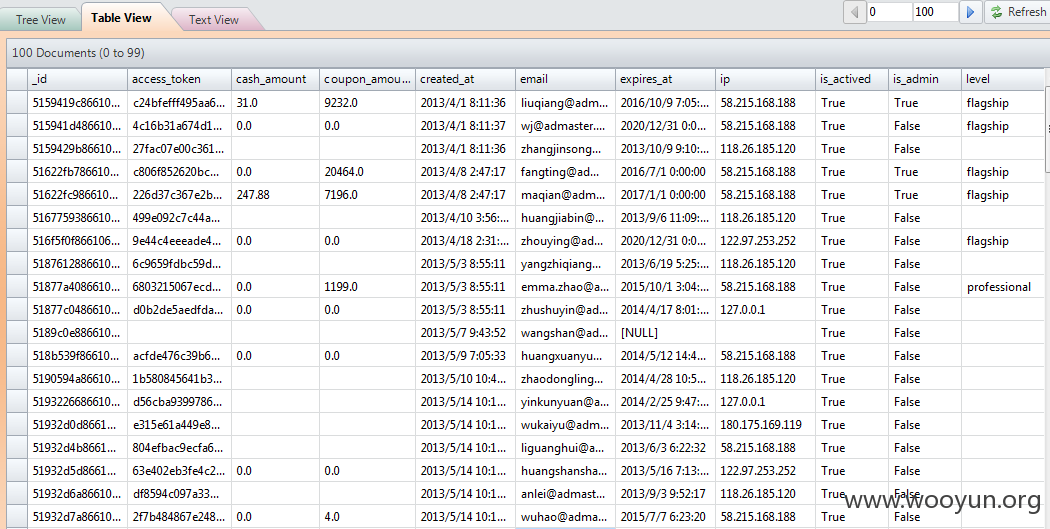 Tree View Table View Text View 0 100 Refresh
100 Documents (0 to 99)
_id access_token cash_amount coupon_amou... created_at email expires_at ip is_actived is_admin level
5159419c86610... c24bfefff495aa6... 31.0 9232.0 2013/4/1 8:11:36 liuqiang@adm... 2016/10/9 7:05:... 58.215.168.188 True True flagship
515941d486610... 4c16b31a674d1... 0.0 0.0 2013/4/1 8:11:37 wj@admaster.... 2020/12/31 0:0... 58.215.168.188 True False flagship
5159429b86610... 27fac07e00c361... 2013/4/1 8:11:36 zhangjinsong... 2013/10/9 9:10:... 118.26.185.120 True False
51622fb786610... c806f852620bc... 0.0 20464.0 2013/4/8 2:47:17 fangting@ad... 2016/7/1 0:00:00 58.215.168.188 True True flagship
51622fc986610... 226d37c367e2b... 247.88 7196.0 2013/4/8 2:47:17 maqian@adm... 2017/1/1 0:00:00 58.215.168.188 True True flagship
5167759386610... 499e092c7c44a... 2013/4/10 3:56:... huangjiabin@... 2013/9/6 11:09:... 118.26.185.120 True False
516f5f0f866106... 9e44c4eeeade4... 0.0 0.0 2013/4/18 2:31:... zhouying@ad... 2020/12/31 0:0... 122.97.253.252 True False flagship
5187612886610... 6c9659fdbc59d... 2013/5/3 8:55:11 yangzhiqiang... 2013/6/19 5:25:... 118.26.185.120 True False
51877a4086610... 6803215067ecd... 0.0 1199.0 2013/5/3 8:55:11 emma.zhao@a... 2015/10/1 3:04:... 58.215.168.188 True False professional
51877c0486610... d0b2de5aedfda... 0.0 0.0 2013/5/3 8:55:11 zhushuyin@ad... 2014/4/17 8:01:... 127.0.0.1 True False
5189c0e886610... 2013/5/7 9:43:52 wangshan@ad... [NULL] True False
518b539f86610... acfde476c39b6... 0.0 0.0 2013/5/9 7:05:33 huangxuanyu... 2014/5/12 14:4... 58.215.168.188 True False
5190594a86610... 1b580845641b3... 2013/5/10 10:4... zhaodongling... 2014/4/28 10:5... 118.26.185.120 True False
5193226686610... d56cba9399786... 2013/5/14 10:1... yinkunyuan@a... 2014/2/25 9:47:... 127.0.0.1 True False
51932d0d8661... e315e61a449e8... 2013/5/14 10:1... wukaiyu@adm... 2013/11/4 3:14:... 180.175.169.119 True False
51932d4b8661... 804efbac9ecfa6... 2013/5/14 10:1... liguanghui@a... 2013/6/3 6:22:32 58.215.168.188 True False
51932d5d8661... 63e402eb3fe4c2... 0.0 0.0 2013/5/14 10:1... huangshansha... 2013/5/16 7:13:... 122.97.253.252 True False
51932d6a8661... df8594c097a33... 2013/5/14 10:1... anlei@admast... 2013/9/3 9:52:17 118.26.185.120 True False
51932d7a8661... 2f7b484867e248... 0.0 4.0 2013/5/14 10:1... wuhao@adma... 2015/7/7 6:23:20 58.215.168.188 True False
www.wooyun.org